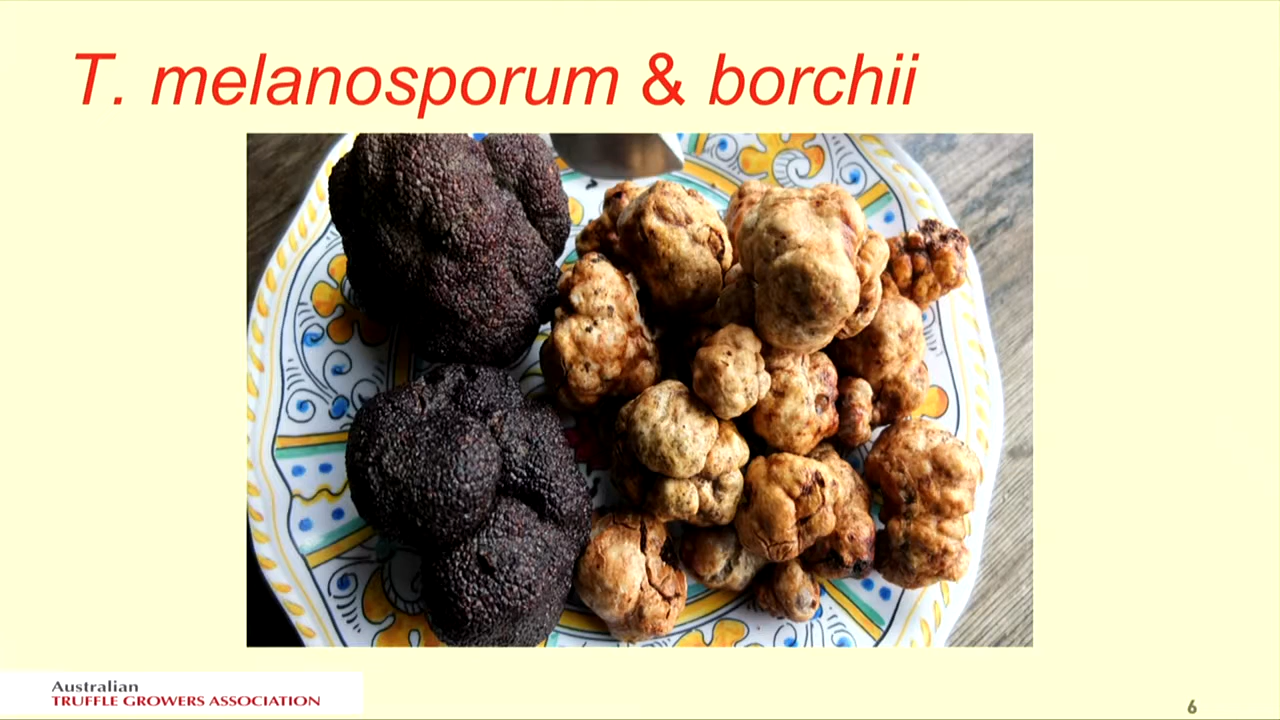 T. melanosporum & borchii
Australian
TRUFFLE GROWERS ASSOCIATION
6